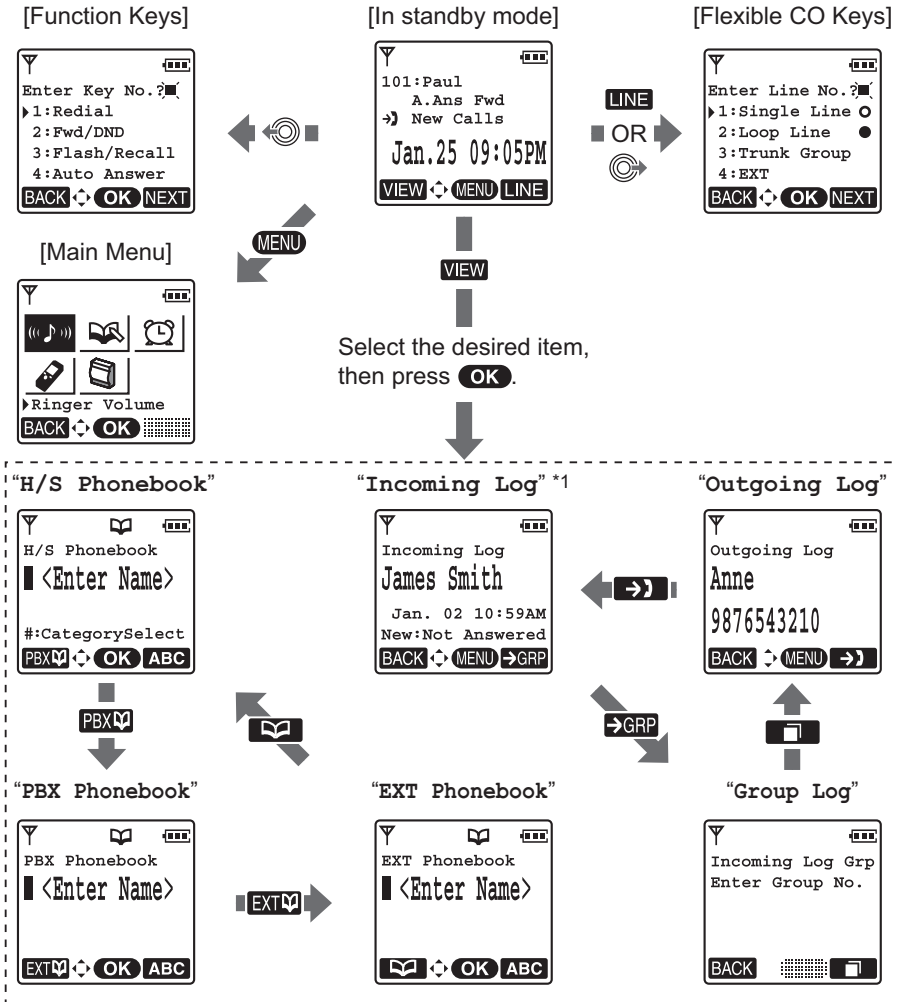 [Function Keys]
Enter Key No.?
1:Redial
2:Fwd/DND
3:Flash/Recall
4:Auto Answer
BACK OK NEXT
[In standby mode]
101:Paul
A.Ans Fwd
New Calls
Jan.25 09:05PM
VIEW MENU LINE
LINE
OR
[Flexible CO Keys]
Enter Line No.?
1:Single Line
2:Loop Line
3:Trunk Group
4:EXT
BACK OK NEXT
MENU
[Main Menu]
Ringer Volume
BACK OK
VIEW
Select the desired item,
then press OK.
“H/S Phonebook”
H/S Phonebook
<Enter Name>
#:CategorySelect
PBX OK ABC
“Incoming Log” *1
Incoming Log
James Smith
Jan. 02 10:59AM
New:Not Answered
BACK MENU →GRP
“Outgoing Log”
Outgoing Log
Anne
9876543210
BACK MENU
PBX
→GRP
“PBX Phonebook”
PBX Phonebook
<Enter Name>
EXT OK ABC
EXT
“EXT Phonebook”
EXT Phonebook
<Enter Name>
OK ABC
“Group Log”
Incoming Log Grp
Enter Group No.
BACK